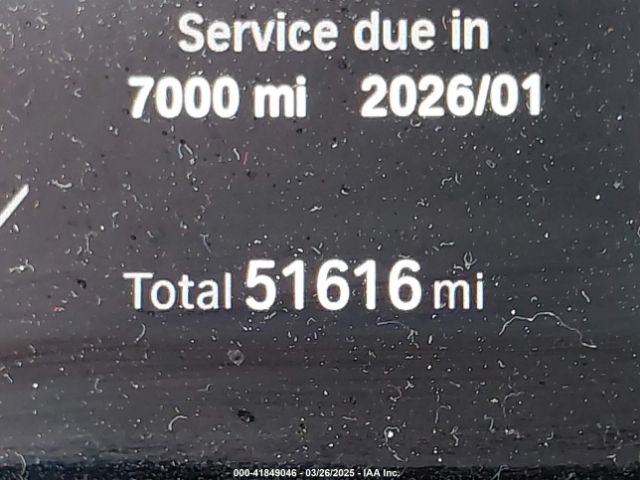 Service due in
7000 mi 2026/01
Total 51616 mi
000-41849046 - 03/26/2025 - IAA Inc.